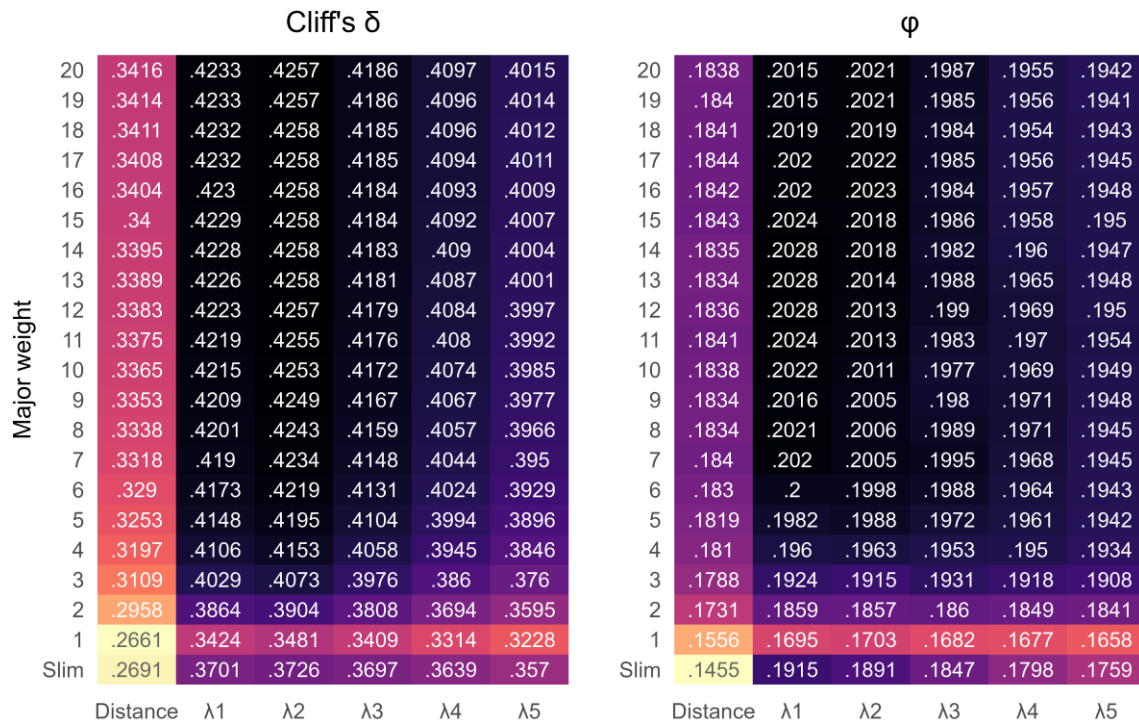 Cliff's δ φ
20 .3416 .4233 .4257 .4186 .4097 .4015 20 .1838 .2015 .2021 .1987 .1955 .1942
19 .3414 .4233 .4257 .4186 .4096 .4014 19 .184 .2015 .2021 .1985 .1956 .1941
18 .3411 .4232 .4258 .4185 .4096 .4012 18 .1841 .2019 .2019 .1984 .1954 .1943
17 .3408 .4232 .4258 .4185 .4094 .4011 17 .1844 .202 .2022 .1985 .1956 .1945
16 .3404 .423 .4258 .4184 .4093 .4009 16 .1842 .202 .2023 .1984 .1957 .1948
15 .34 .4229 .4258 .4184 .4092 .4007 15 .1843 .2024 .2018 .1986 .1958 .195
14 .3395 .4228 .4258 .4183 .409 .4004 14 .1835 .2028 .2018 .1982 .196 .1947
13 .3389 .4226 .4258 .4181 .4087 .4001 13 .1834 .2028 .2014 .1988 .1965 .1948
12 .3383 .4223 .4257 .4179 .4084 .3997 12 .1836 .2028 .2013 .199 .1969 .195
11 .3375 .4219 .4255 .4176 .408 .3992 11 .1841 .2024 .2013 .1983 .197 .1954
10 .3365 .4215 .4253 .4172 .4074 .3985 10 .1838 .2022 .2011 .1977 .1969 .1949
9 .3353 .4209 .4249 .4167 .4067 .3977 9 .1834 .2016 .2005 .198 .1971 .1948
8 .3338 .4201 .4243 .4159 .4057 .3966 8 .1834 .2021 .2006 .1989 .1971 .1945
7 .3318 .419 .4234 .4148 .4044 .395 7 .184 .202 .2005 .1995 .1968 .1945
6 .329 .4173 .4219 .4131 .4024 .3929 6 .183 .2 .1998 .1988 .1964 .1943
5 .3253 .4148 .4195 .4104 .3994 .3896 5 .1819 .1982 .1988 .1972 .1961 .1942
4 .3197 .4106 .4153 .4058 .3945 .3846 4 .181 .196 .1963 .1953 .195 .1934
3 .3109 .4029 .4073 .3976 .386 .376 3 .1788 .1924 .1915 .1931 .1918 .1908
2 .2958 .3864 .3904 .3808 .3694 .3595 2 .1731 .1859 .1857 .186 .1849 .1841
1 .2661 .3424 .3481 .3409 .3314 .3228 1 .1556 .1695 .1703 .1682 .1677 .1658
Slim .2691 .3701 .3726 .3697 .3639 .357 Slim .1455 .1915 .1891 .1847 .1798 .1759
Distance λ1 λ2 λ3 λ4 λ5 Distance λ1 λ2 λ3 λ4 λ5
Major weight